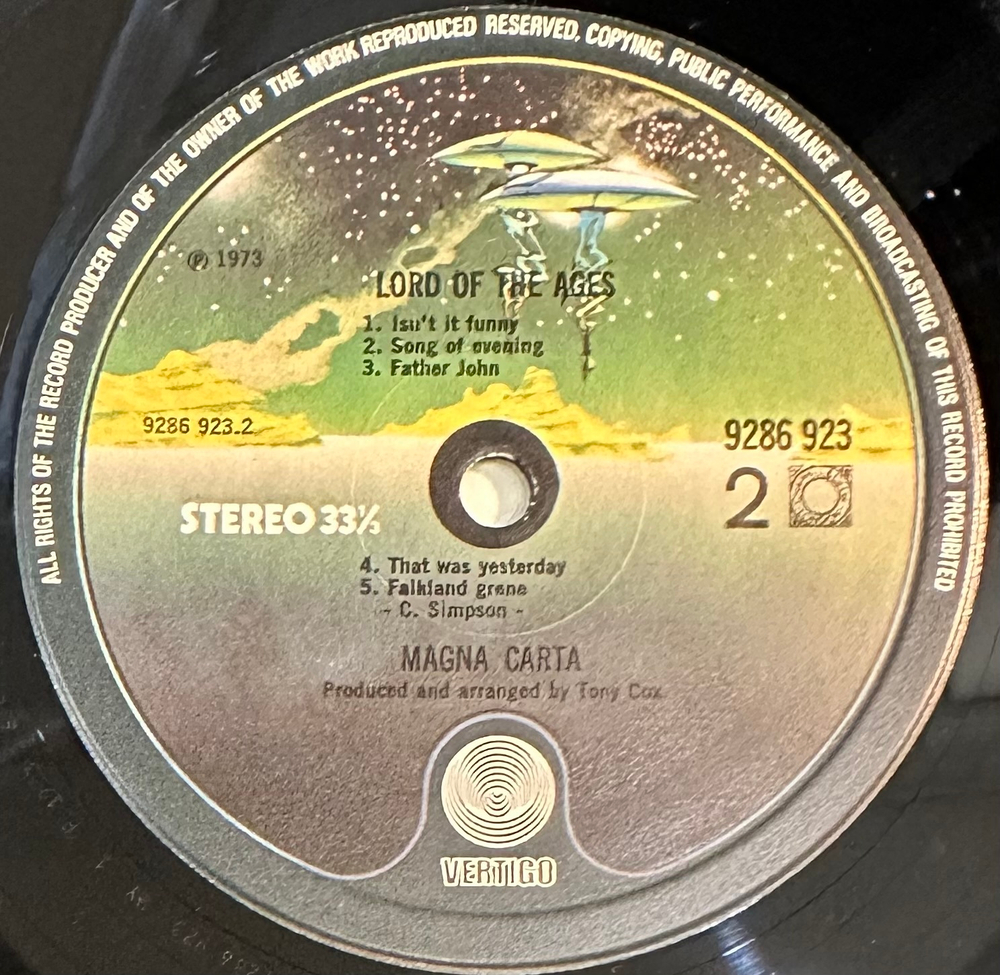 ALL RIGHTS OF THE RECORD PRODUCER AND OF THE OWNER OF THE WORK REPRODUCED RESERVED, COPYING, PUBLIC PERFORMANCE AND BROADCASTING OF THIS RECORD PROHIBITED
℗ 1973
LORD OF THE AGES
1. Isn't it funny
2. Song of evening
3. Father John
9286 923.2
9286 923
2
STEREO 33⅓
4. That was yesterday
5. Falkland grene
- C. Simpson -
MAGNA CARTA
Produced and arranged by Tony Cox
VERTIGO